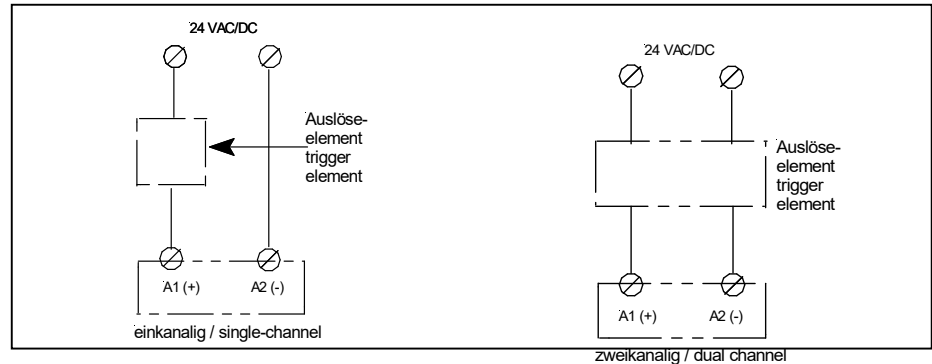 24 VAC/DC
Auslöse-
element
trigger
element
A1 (+)
A2 (-)
einkanalig / single-channel
24 VAC/DC
Auslöse-
element
trigger
element
A1 (+)
A2 (-)
zweikanalig / dual channel